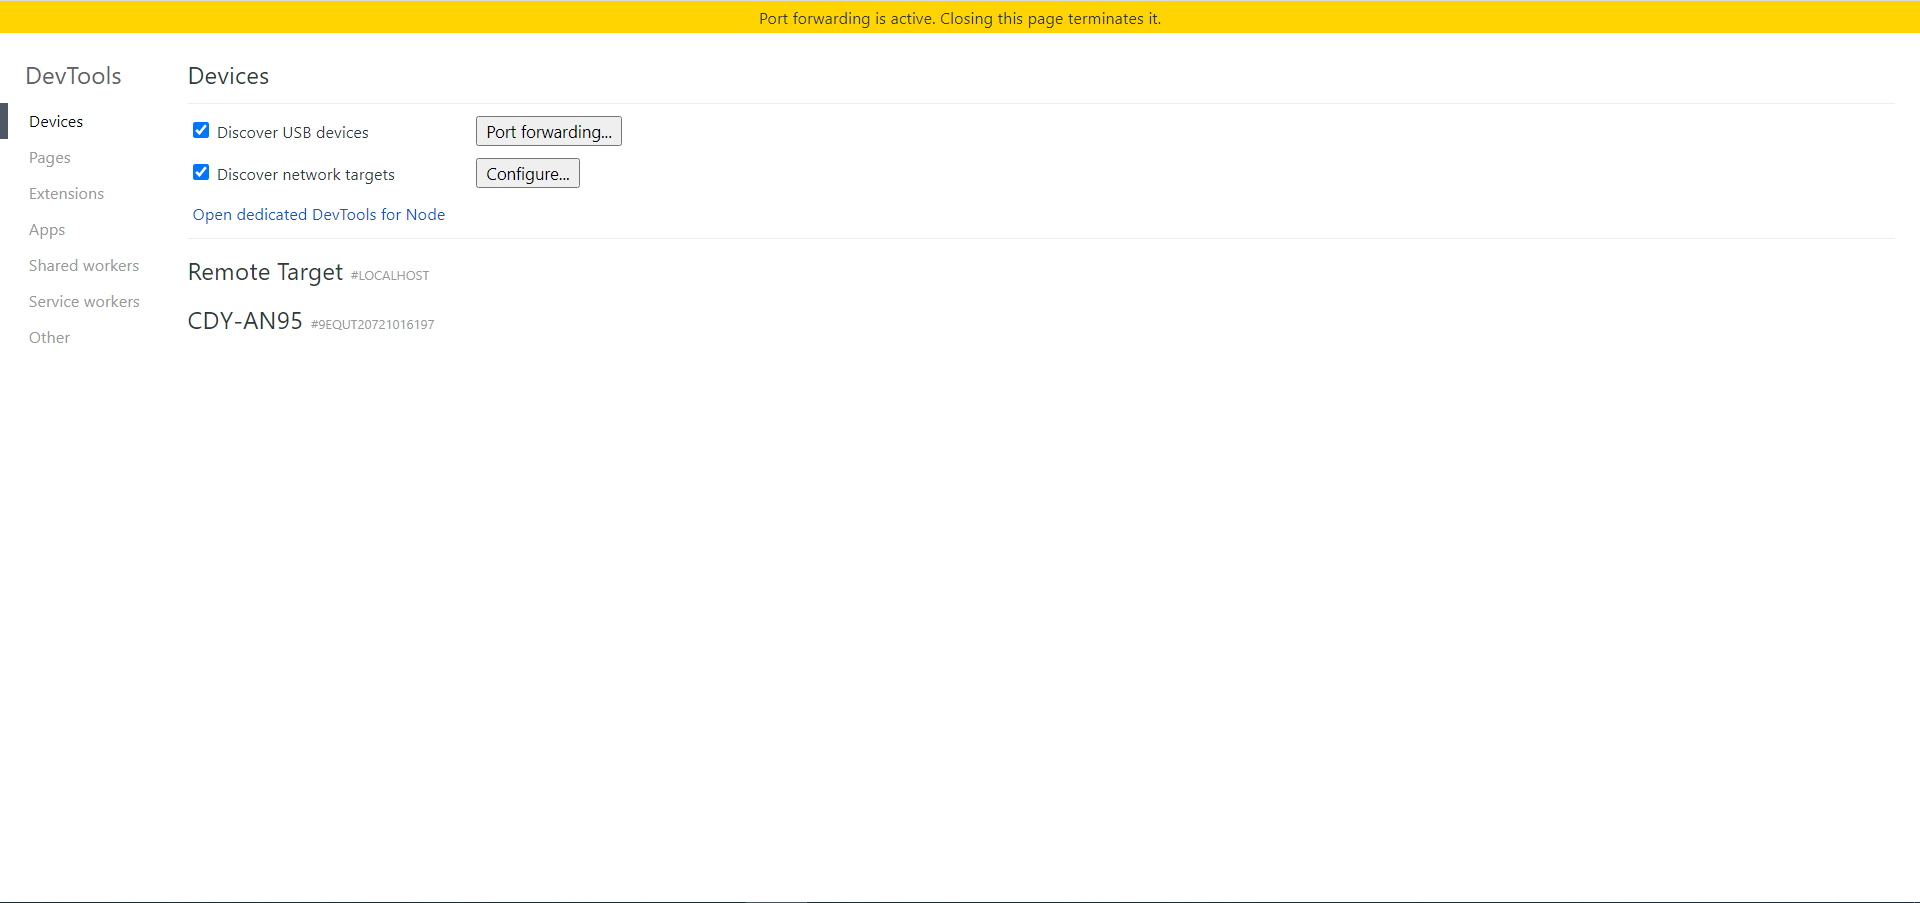 Port forwarding is active. Closing this page terminates it.
DevTools
Devices
Pages
Extensions
Apps
Shared workers
Service workers
Other
Devices
Discover USB devices Port forwarding...
Discover network targets Configure...
Open dedicated DevTools for Node
Remote Target #LOCALHOST
CDY-AN95 #9EQUT20721016197